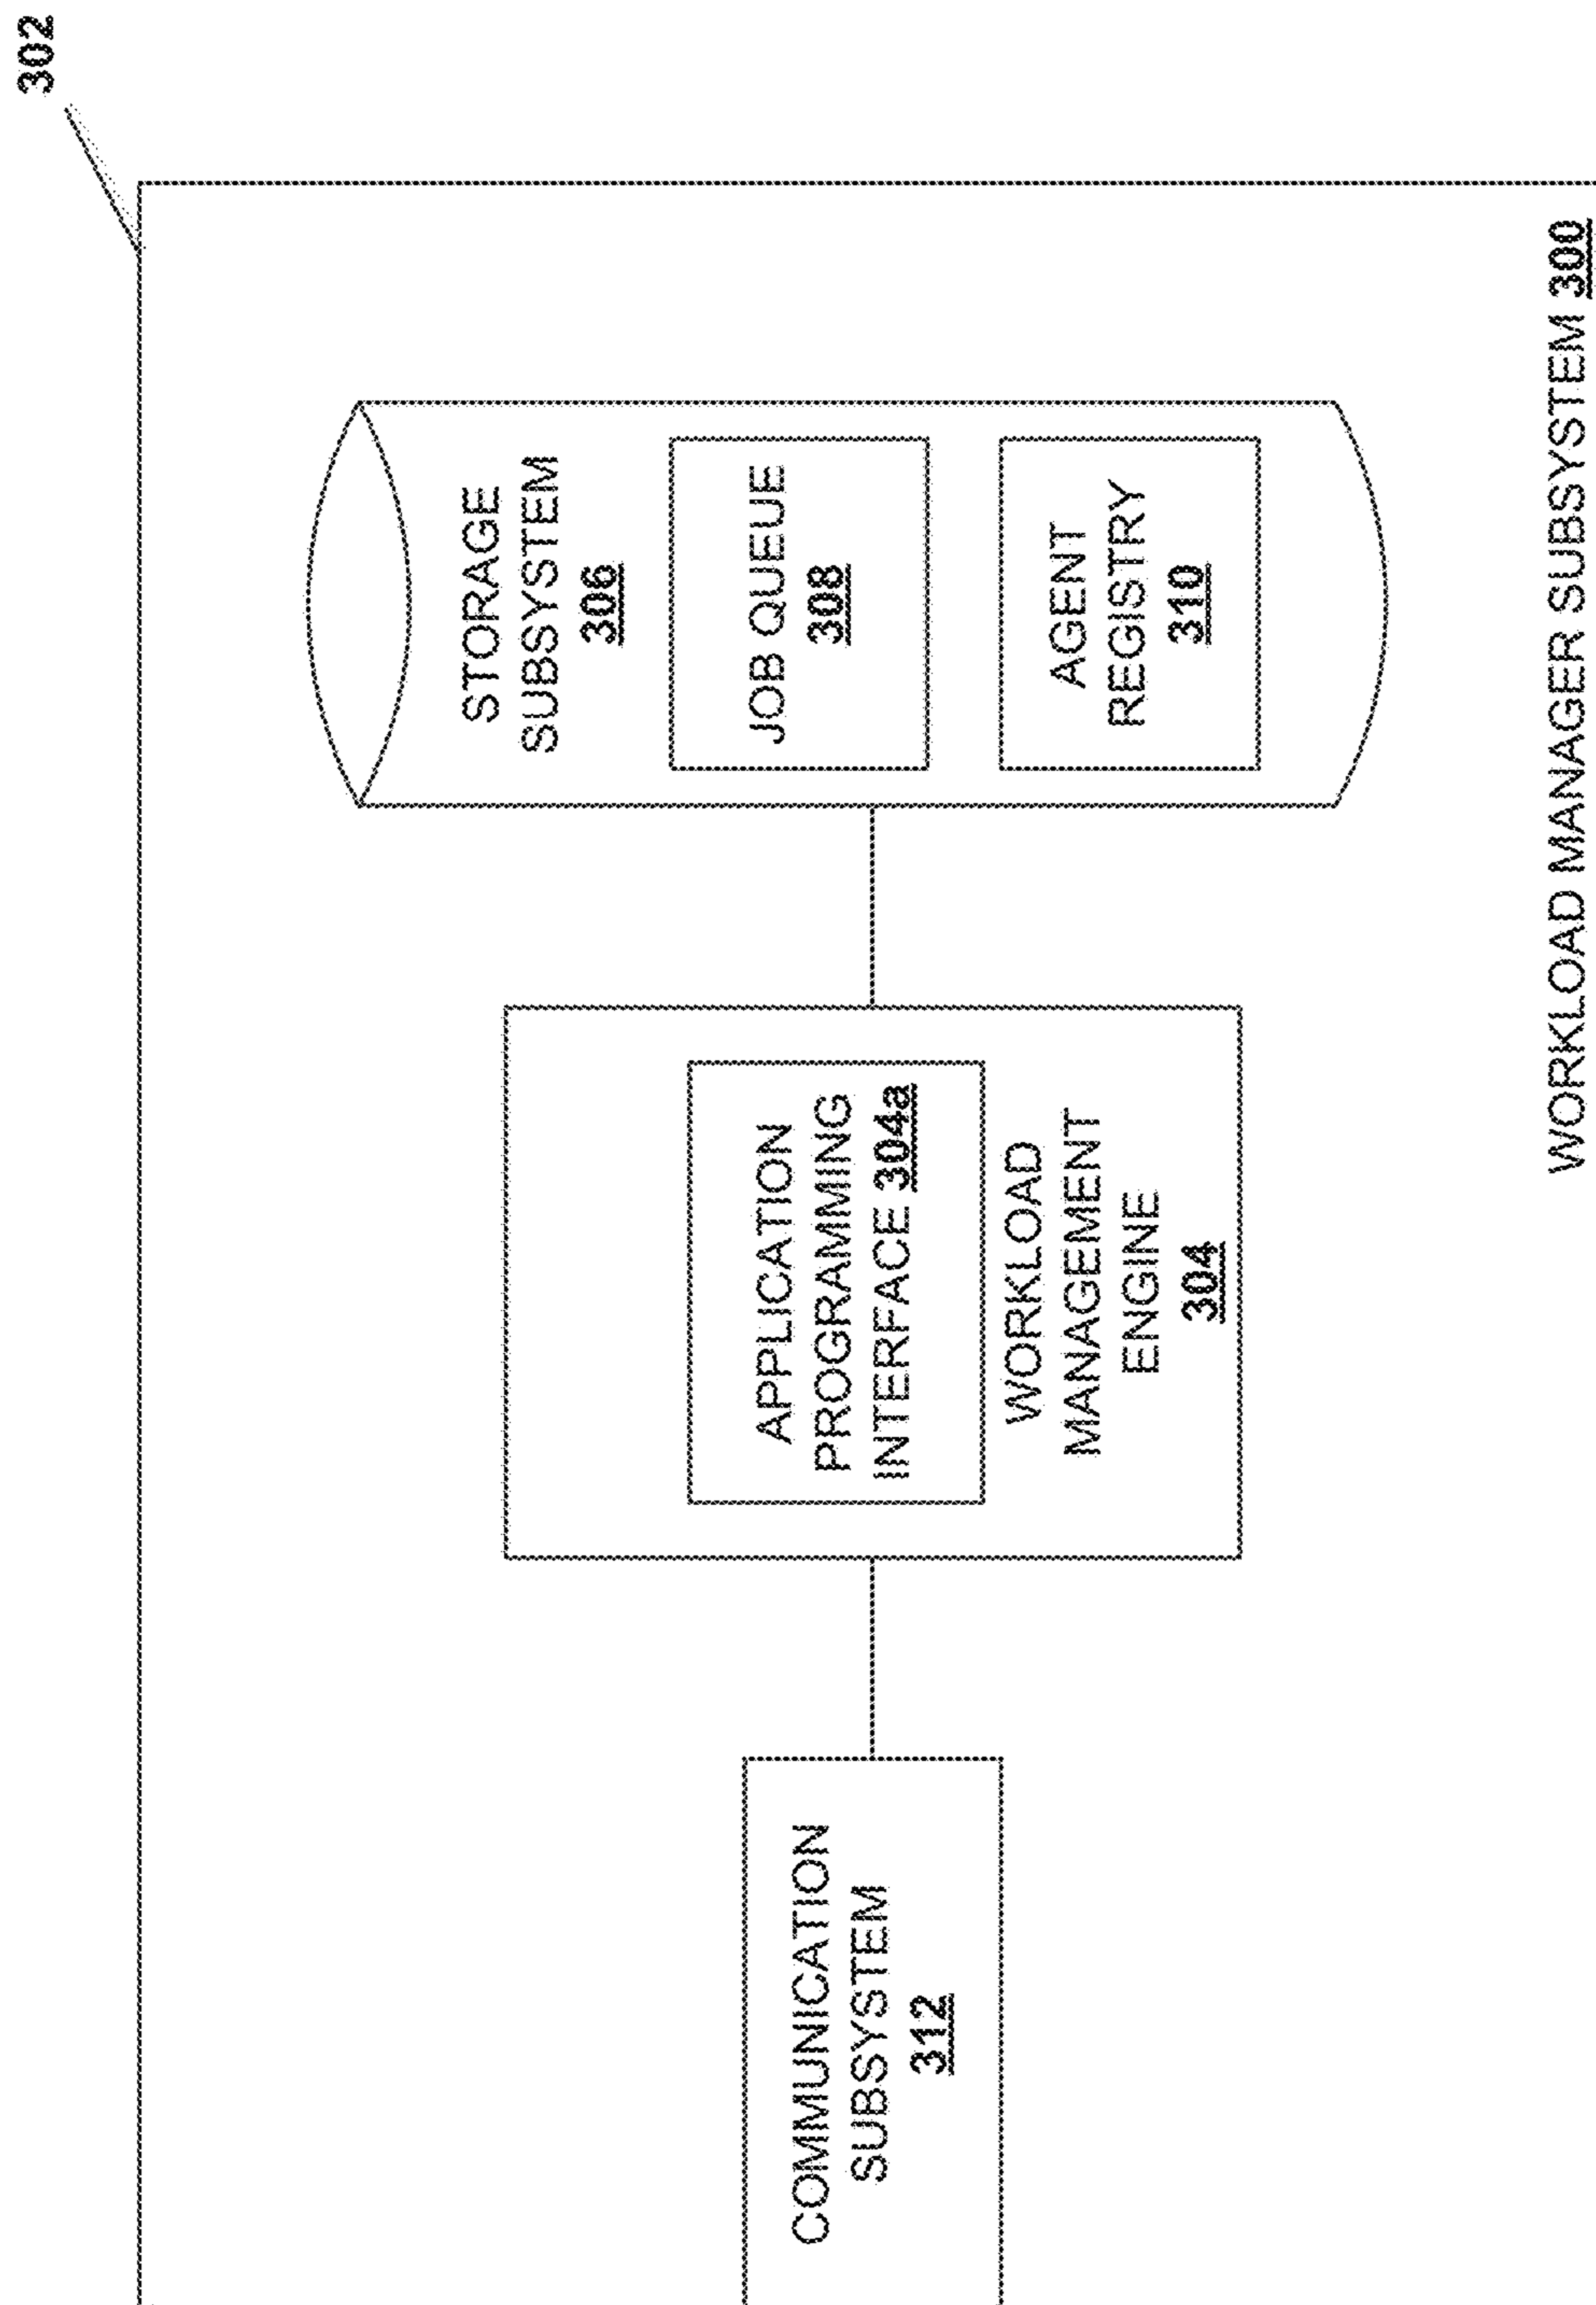 302
COMMUNICATION
SUBSYSTEM
312
APPLICATION
PROGRAMMING
INTERFACE 304a
WORKLOAD
MANAGEMENT
ENGINE
304
STORAGE
SUBSYSTEM
306
JOB QUEUE
308
AGENT
REGISTRY
310
WORKLOAD MANAGER SUBSYSTEM 300